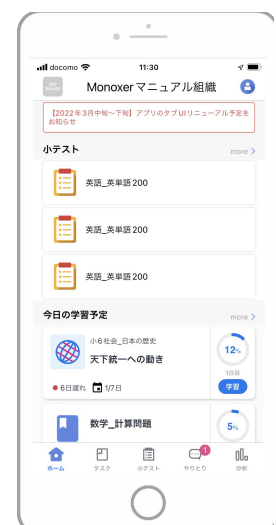 docomo 11:30
NO IMAGE
Monoxerマニュアル組織
【2022年3月中旬〜下旬】アプリのタブUIリニューアル予定を
お知らせ
小テスト more >
英語_英単語200
英語_英単語200
英語_英単語200
今日の学習予定 more >
小6社会_日本の歴史
天下統一への動き
12%
1日目
6日遅れ 1/7日
学習
数学_計算問題
5%
1
ホーム タスク 小テスト やりとり 分析